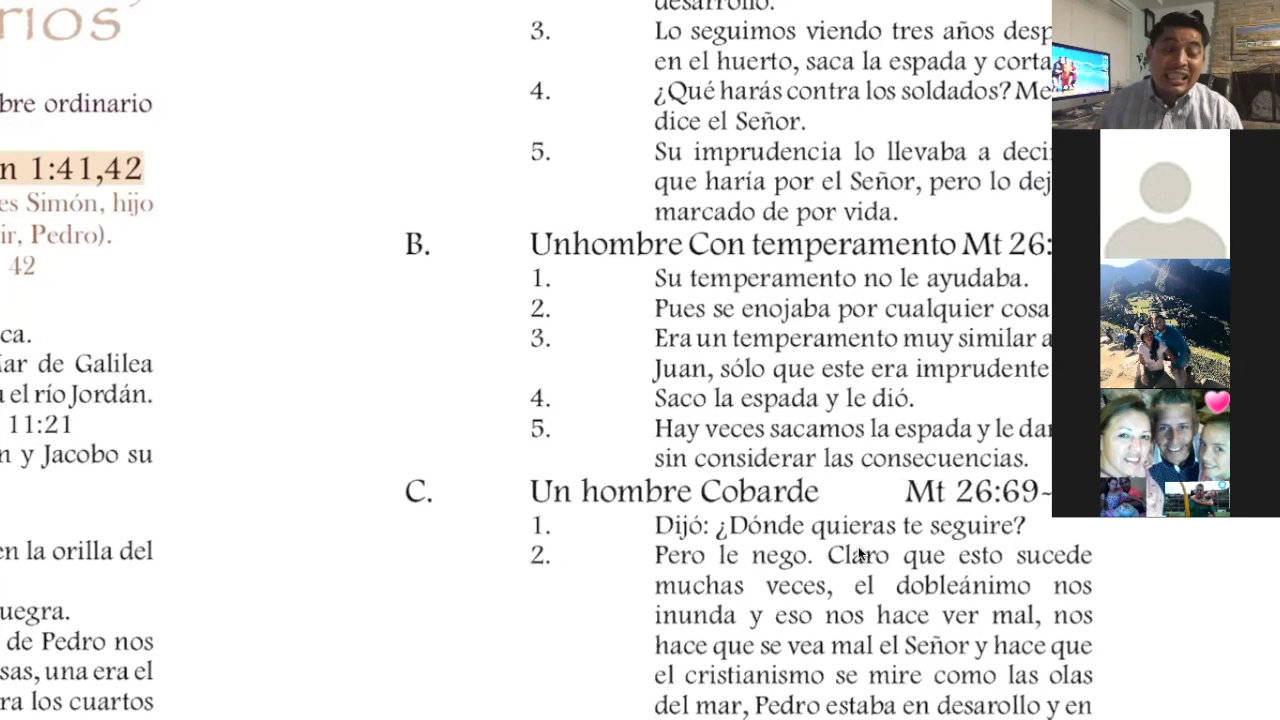 rios
bre ordinario
n 1:41,42
es Simón, hijo
ir, Pedro).
42
ca.
ar de Galilea
el río Jordán.
11:21
n y Jacobo su
en la orilla del
uegra.
de Pedro nos
sas, una era el
ra los cuartos
desarrollo.
3. Lo seguimos viendo tres años desp
en el huerto, saca la espada y corta
4. ¿Qué harás contra los soldados? Me
dice el Señor.
5. Su imprudencia lo llevaba a deci
que haría por el Señor, pero lo dej
marcado de por vida.
B. Unhombre Con temperamento Mt 26:
1. Su temperamento no le ayudaba.
2. Pues se enojaba por cualquier cosa
3. Era un temperamento muy similar a
Juan, sólo que este era imprudente
4. Saco la espada y le dió.
5. Hay veces sacamos la espada y le dan
sin considerar las consecuencias.
C. Un hombre Cobarde Mt 26:69-
1. Dijó: ¿Dónde quieras te seguire?
2. Pero le nego. Claro que esto sucede
muchas veces, el dobleánimo nos
inunda y eso nos hace ver mal, nos
hace que se vea mal el Señor y hace que
el cristianismo se mire como las olas
del mar, Pedro estaba en desarollo y en